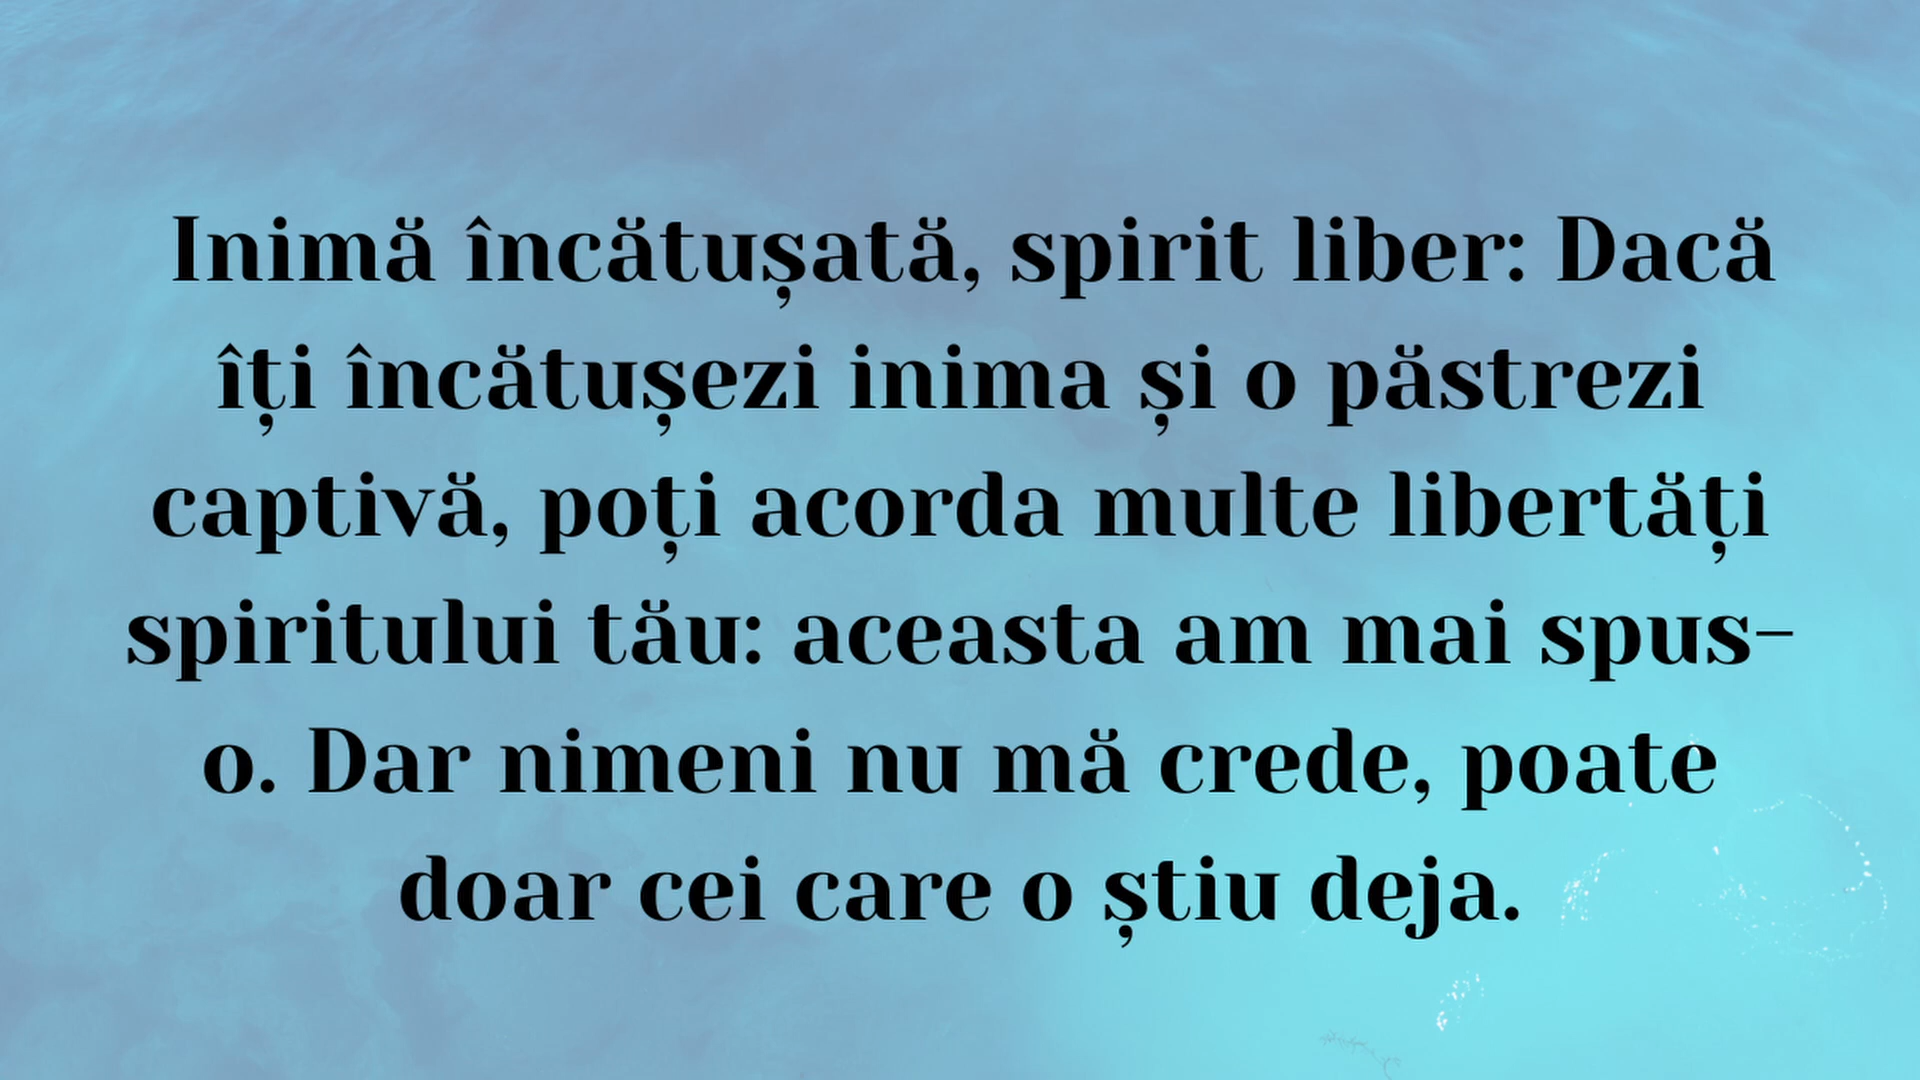 Inimă încătușată, spirit liber: Dacă
îți încătușezi inima și o păstrezi
captivă, poți acorda multe libertăți
spiritului tău: aceasta am mai spus-
o. Dar nimeni nu mă crede, poate
doar cei care o știu deja.